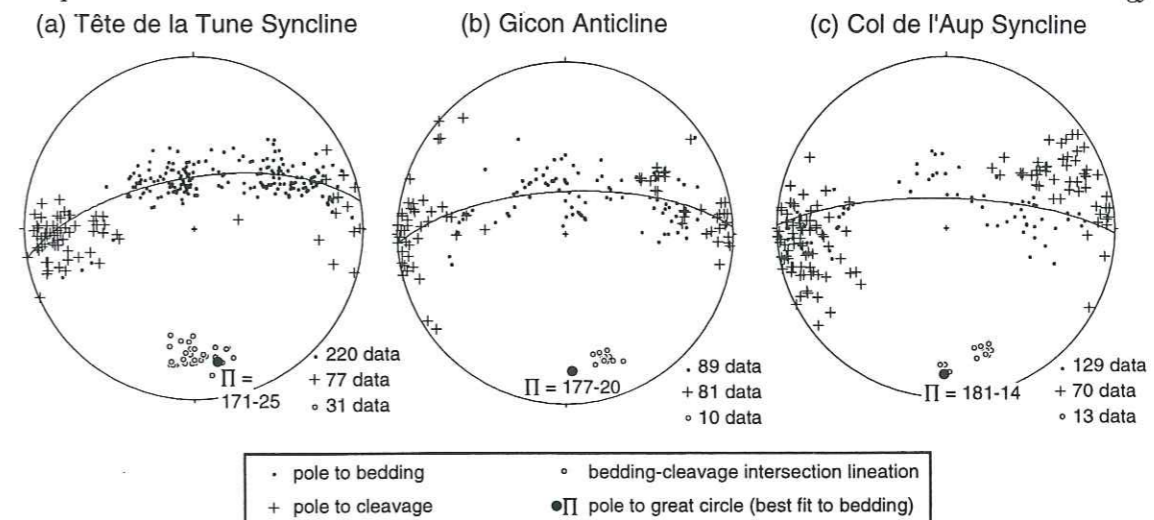 (a) Tête de la Tune Syncline
(b) Gicon Anticline
(c) Col de l'Aup Syncline
Π =
171-25
• 220 data
+ 77 data
o 31 data
Π = 177-20
• 89 data
+ 81 data
o 10 data
Π = 181-14
• 129 data
+ 70 data
o 13 data
• pole to bedding
+ pole to cleavage
o bedding-cleavage intersection lineation
●Π pole to great circle (best fit to bedding)